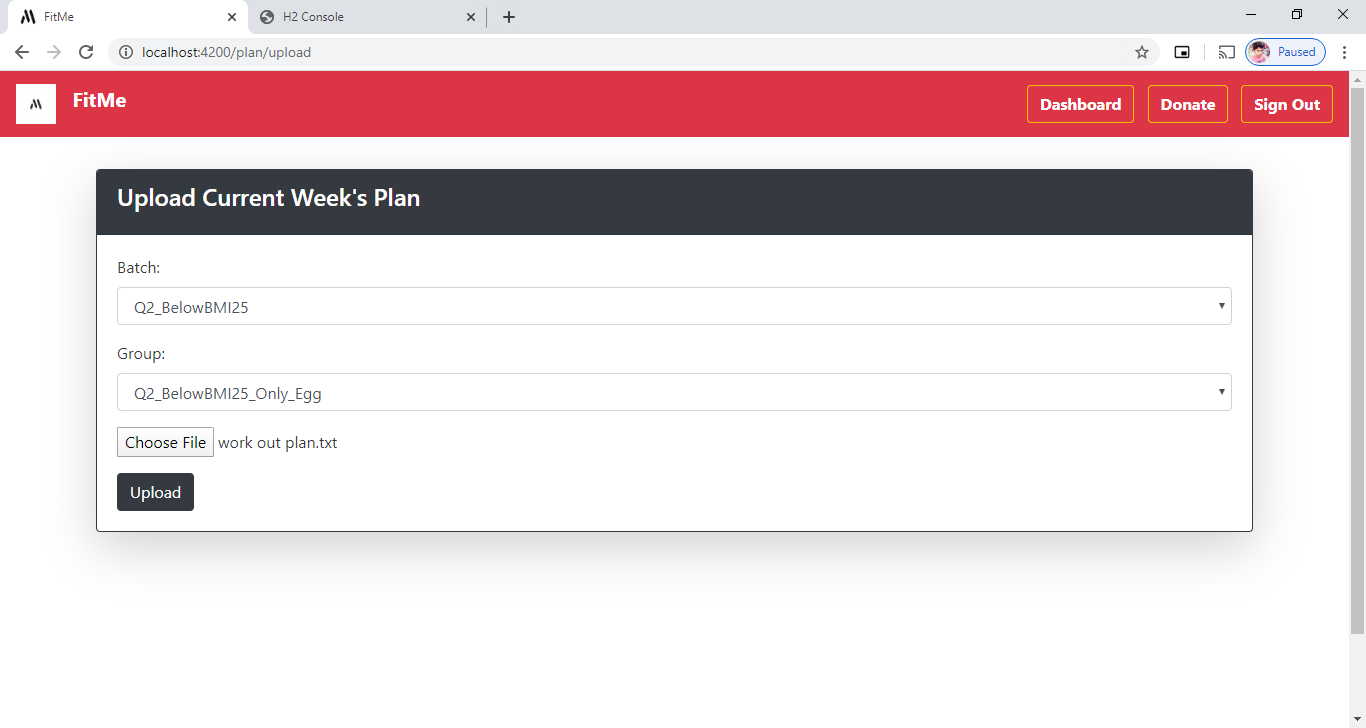 FitMe
H2 Console
localhost:4200/plan/upload
Paused
FitMe
Dashboard
Donate
Sign Out
Upload Current Week's Plan
Batch:
Q2_BelowBMI25
Group:
Q2_BelowBMI25_Only_Egg
Choose File work out plan.txt
Upload